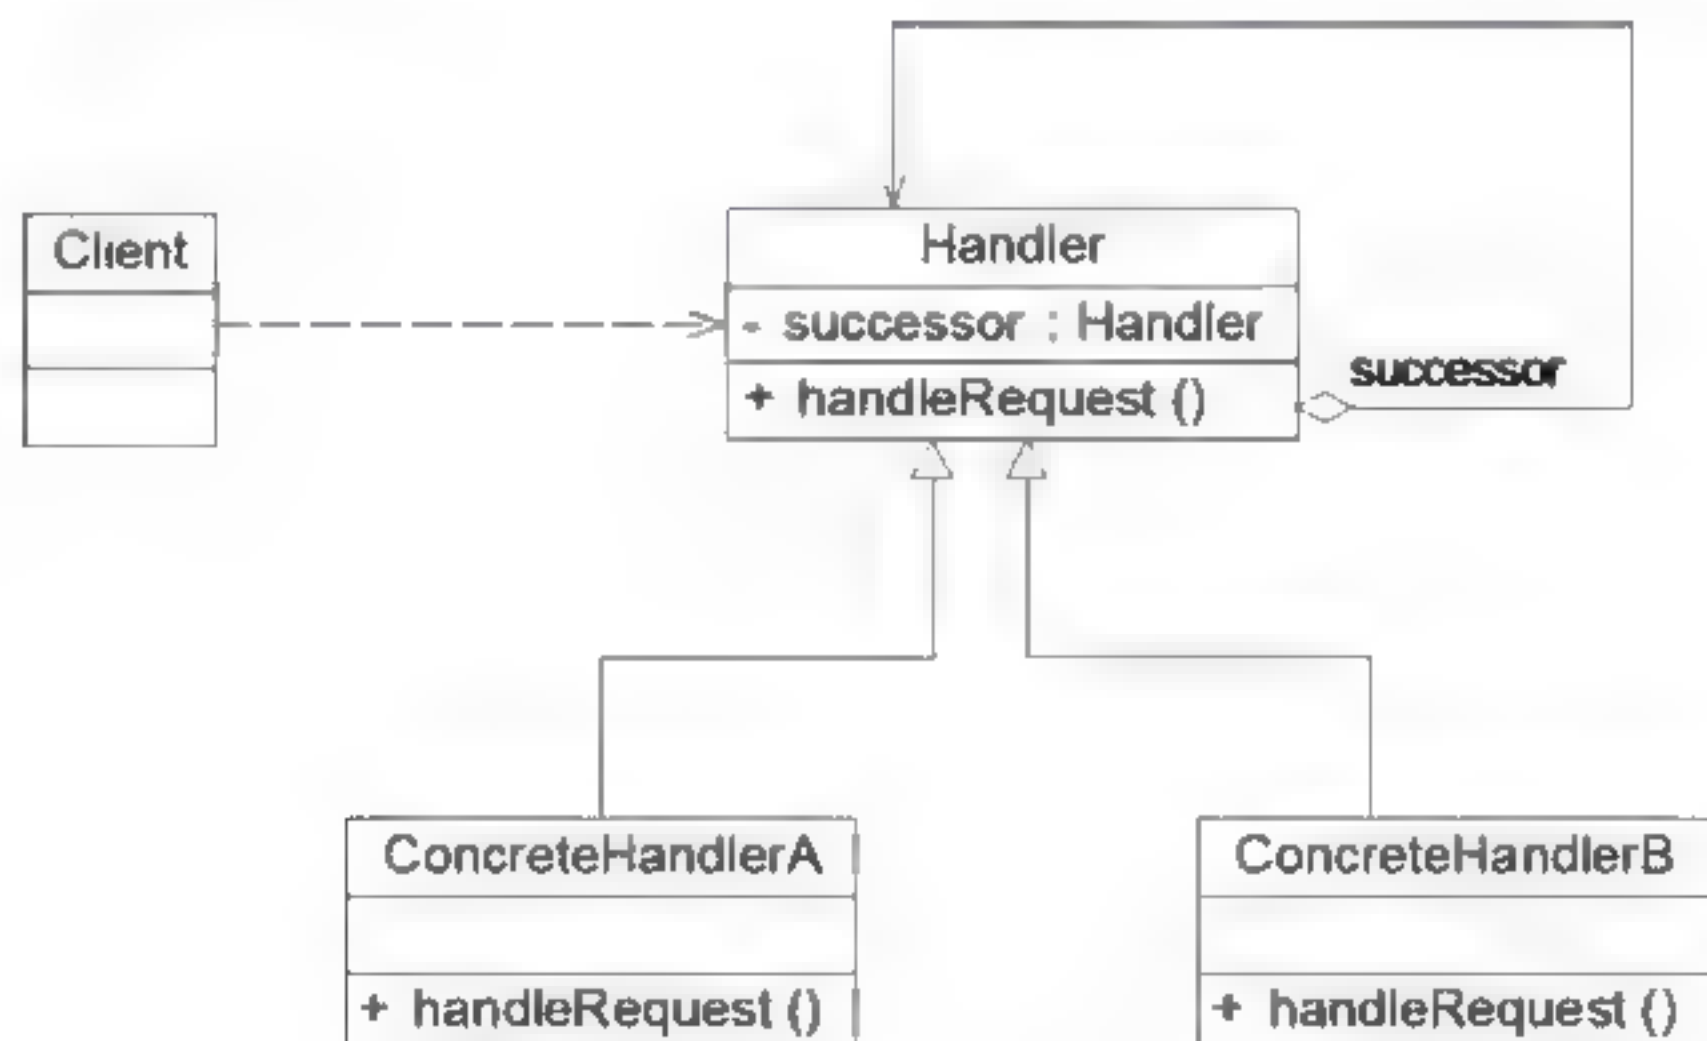 Client
Handler
- successor : Handler
+ handleRequest ()
successor
ConcreteHandlerA
+ handleRequest ()
ConcreteHandlerB
+ handleRequest ()